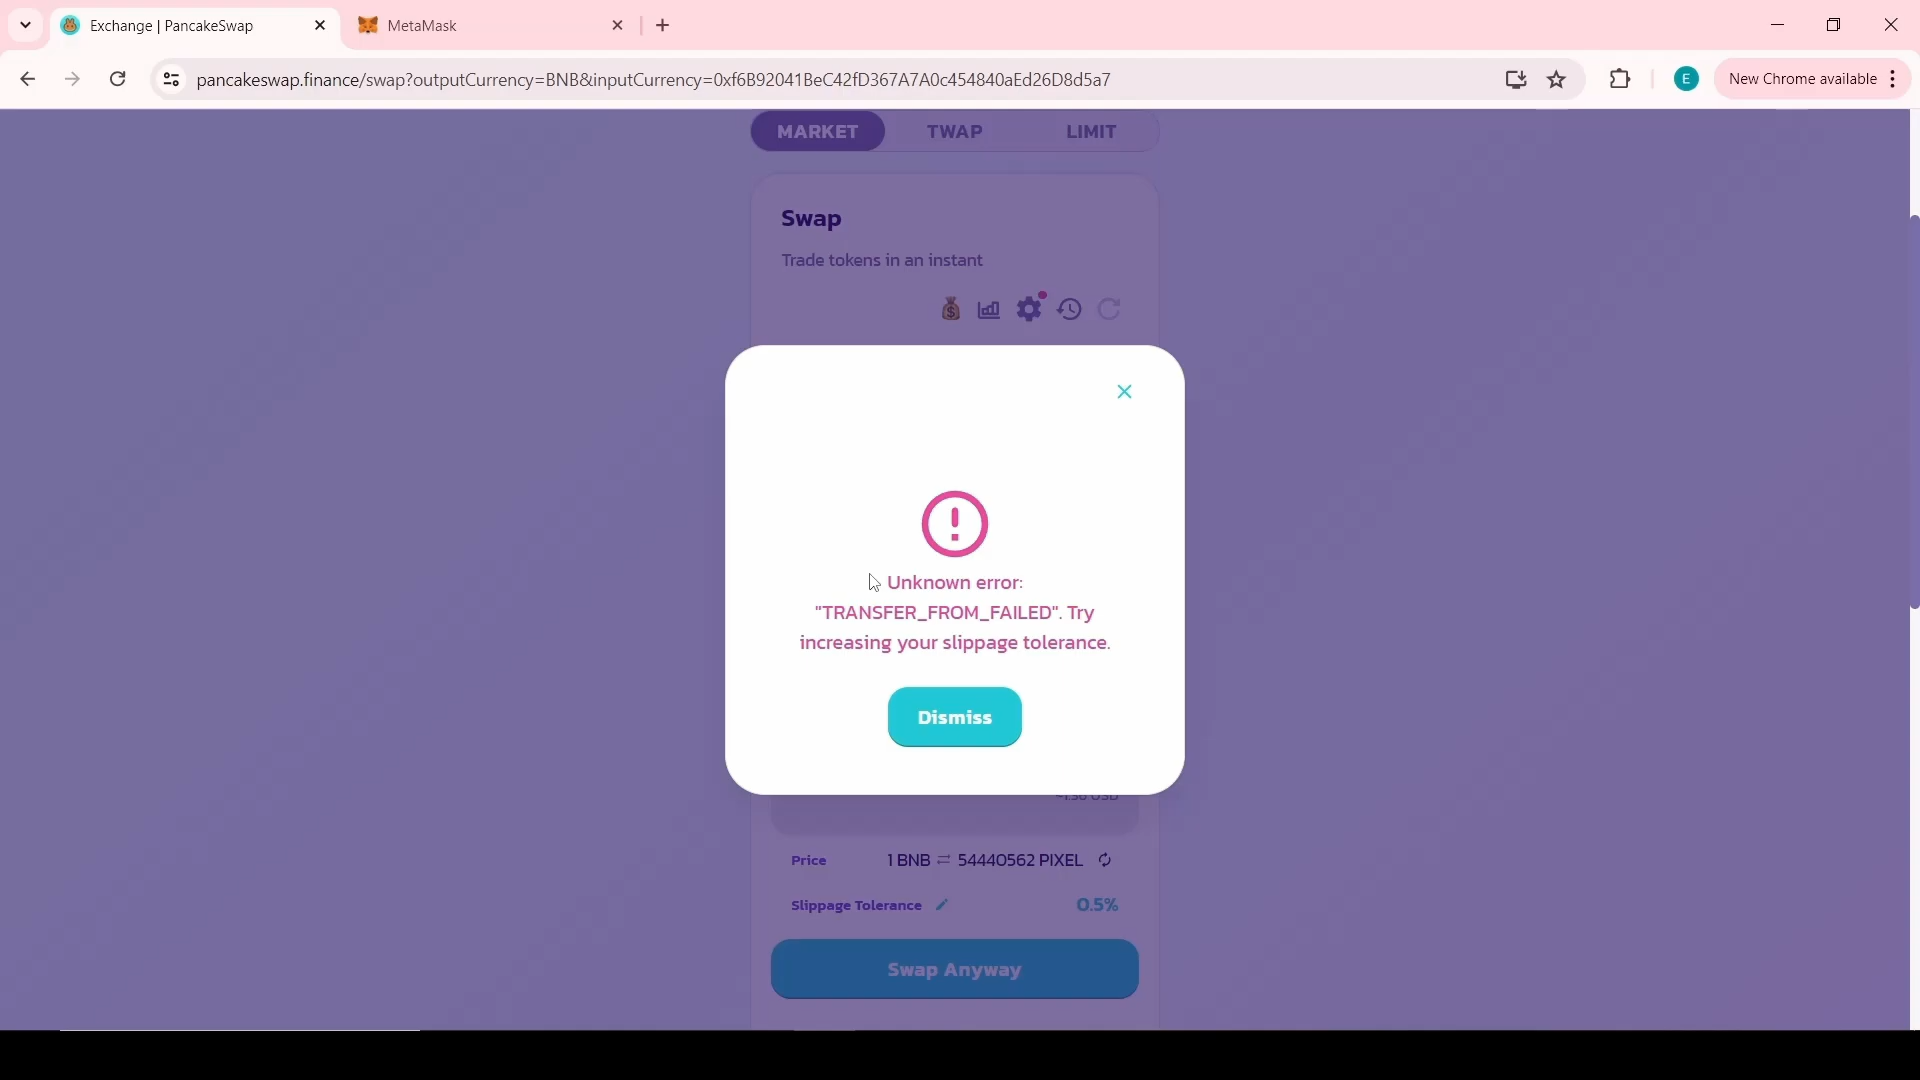 Exchange | PancakeSwap
MetaMask
pancakeswap.finance/swap?outputCurrency=BNB&inputCurrency=0xf6B92041BeC42fD367A7A0c454840aEd26D8d5a7
E
New Chrome available
MARKET TWAP LIMIT
Swap
Trade tokens in an instant
Unknown error:
"TRANSFER_FROM_FAILED". Try
increasing your slippage tolerance.
Dismiss
Price 1 BNB ⇌ 54440562 PIXEL
Slippage Tolerance 0.5%
Swap Anyway